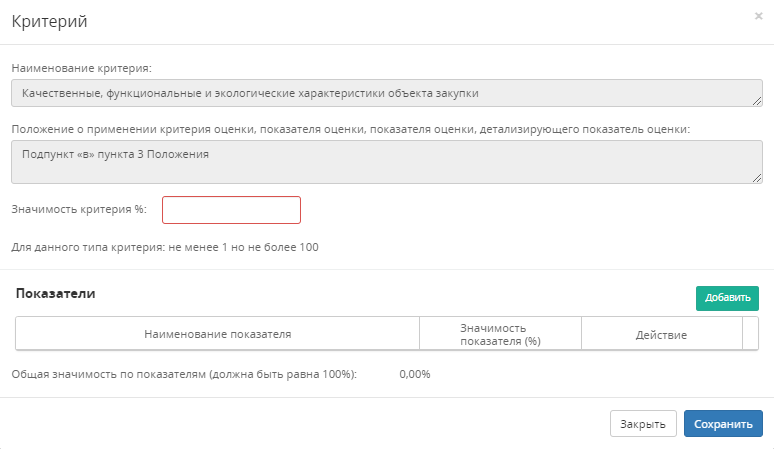 Критерий
×
Наименование критерия:
Качественные, функциональные и экологические характеристики объекта закупки
Положение о применении критерия оценки, показателя оценки, показателя оценки, детализирующего показатель оценки:
Подпункт «в» пункта 3 Положения
Значимость критерия %:
Для данного типа критерия: не менее 1 но не более 100
Показатели
Добавить
Наименование показателя
Значимость
показателя (%)
Действие
Общая значимость по показателям (должна быть равна 100%): 0,00%
Закрыть
Сохранить